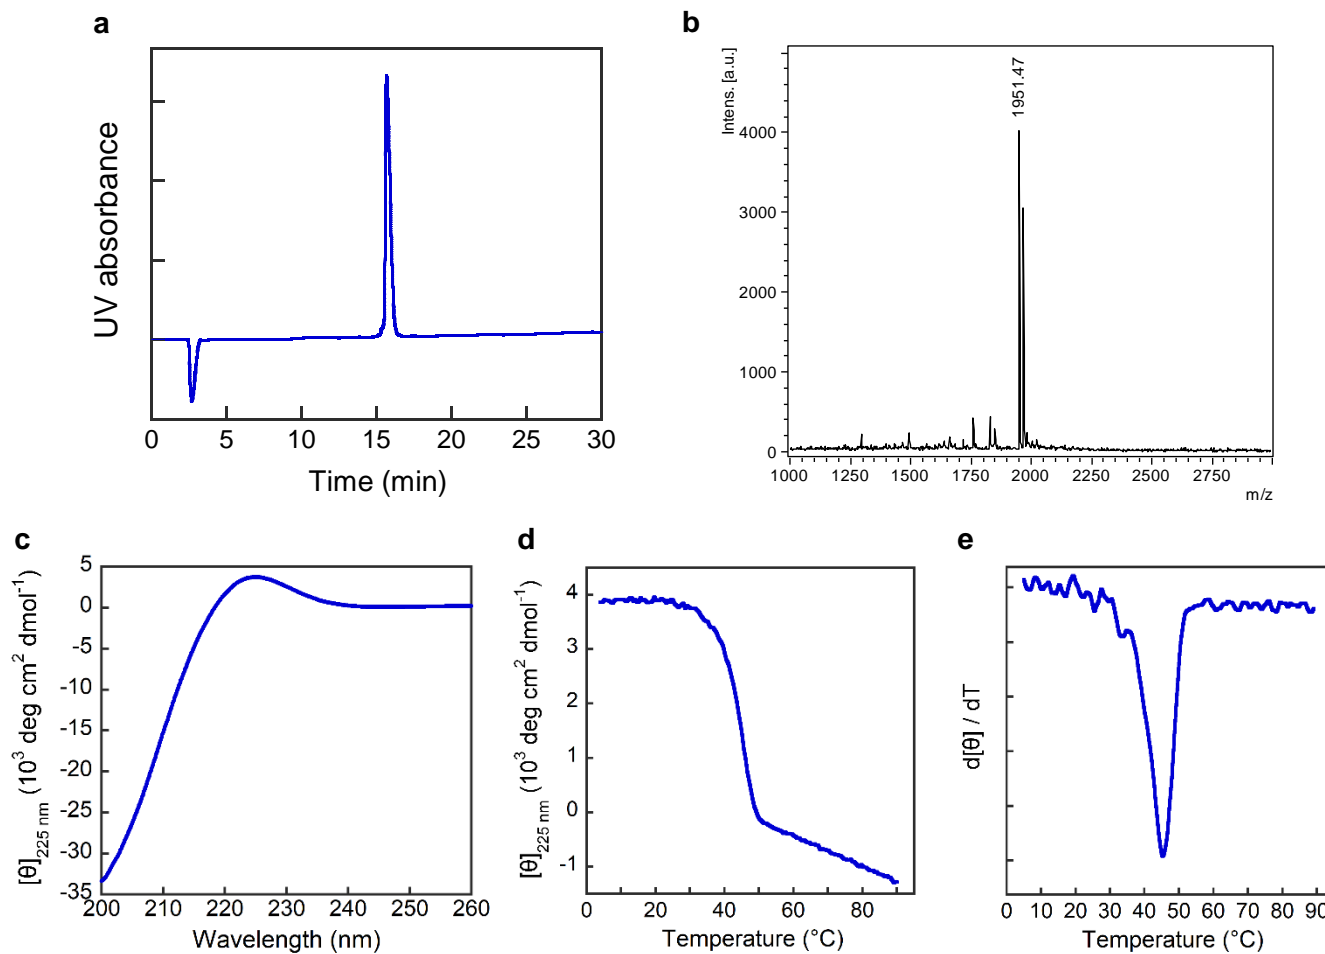 a
UV absorbance
0 5 10 15 20 25 30
Time (min)
b
Intens. [a.u.]
1951.47
4000
3000
2000
1000
0
1000 1250 1500 1750 2000 2250 2500 2750
m/z
c
[θ]225 nm (10³ deg cm² dmol⁻¹)
5
0
-5
-10
-15
-20
-25
-30
-35
200 210 220 230 240 250 260
Wavelength (nm)
d
[θ]225 nm (10³ deg cm² dmol⁻¹)
4
3
2
1
0
-1
0 20 40 60 80
Temperature (°C)
e
d[θ] / dT
0 10 20 30 40 50 60 70 80 90
Temperature (°C)